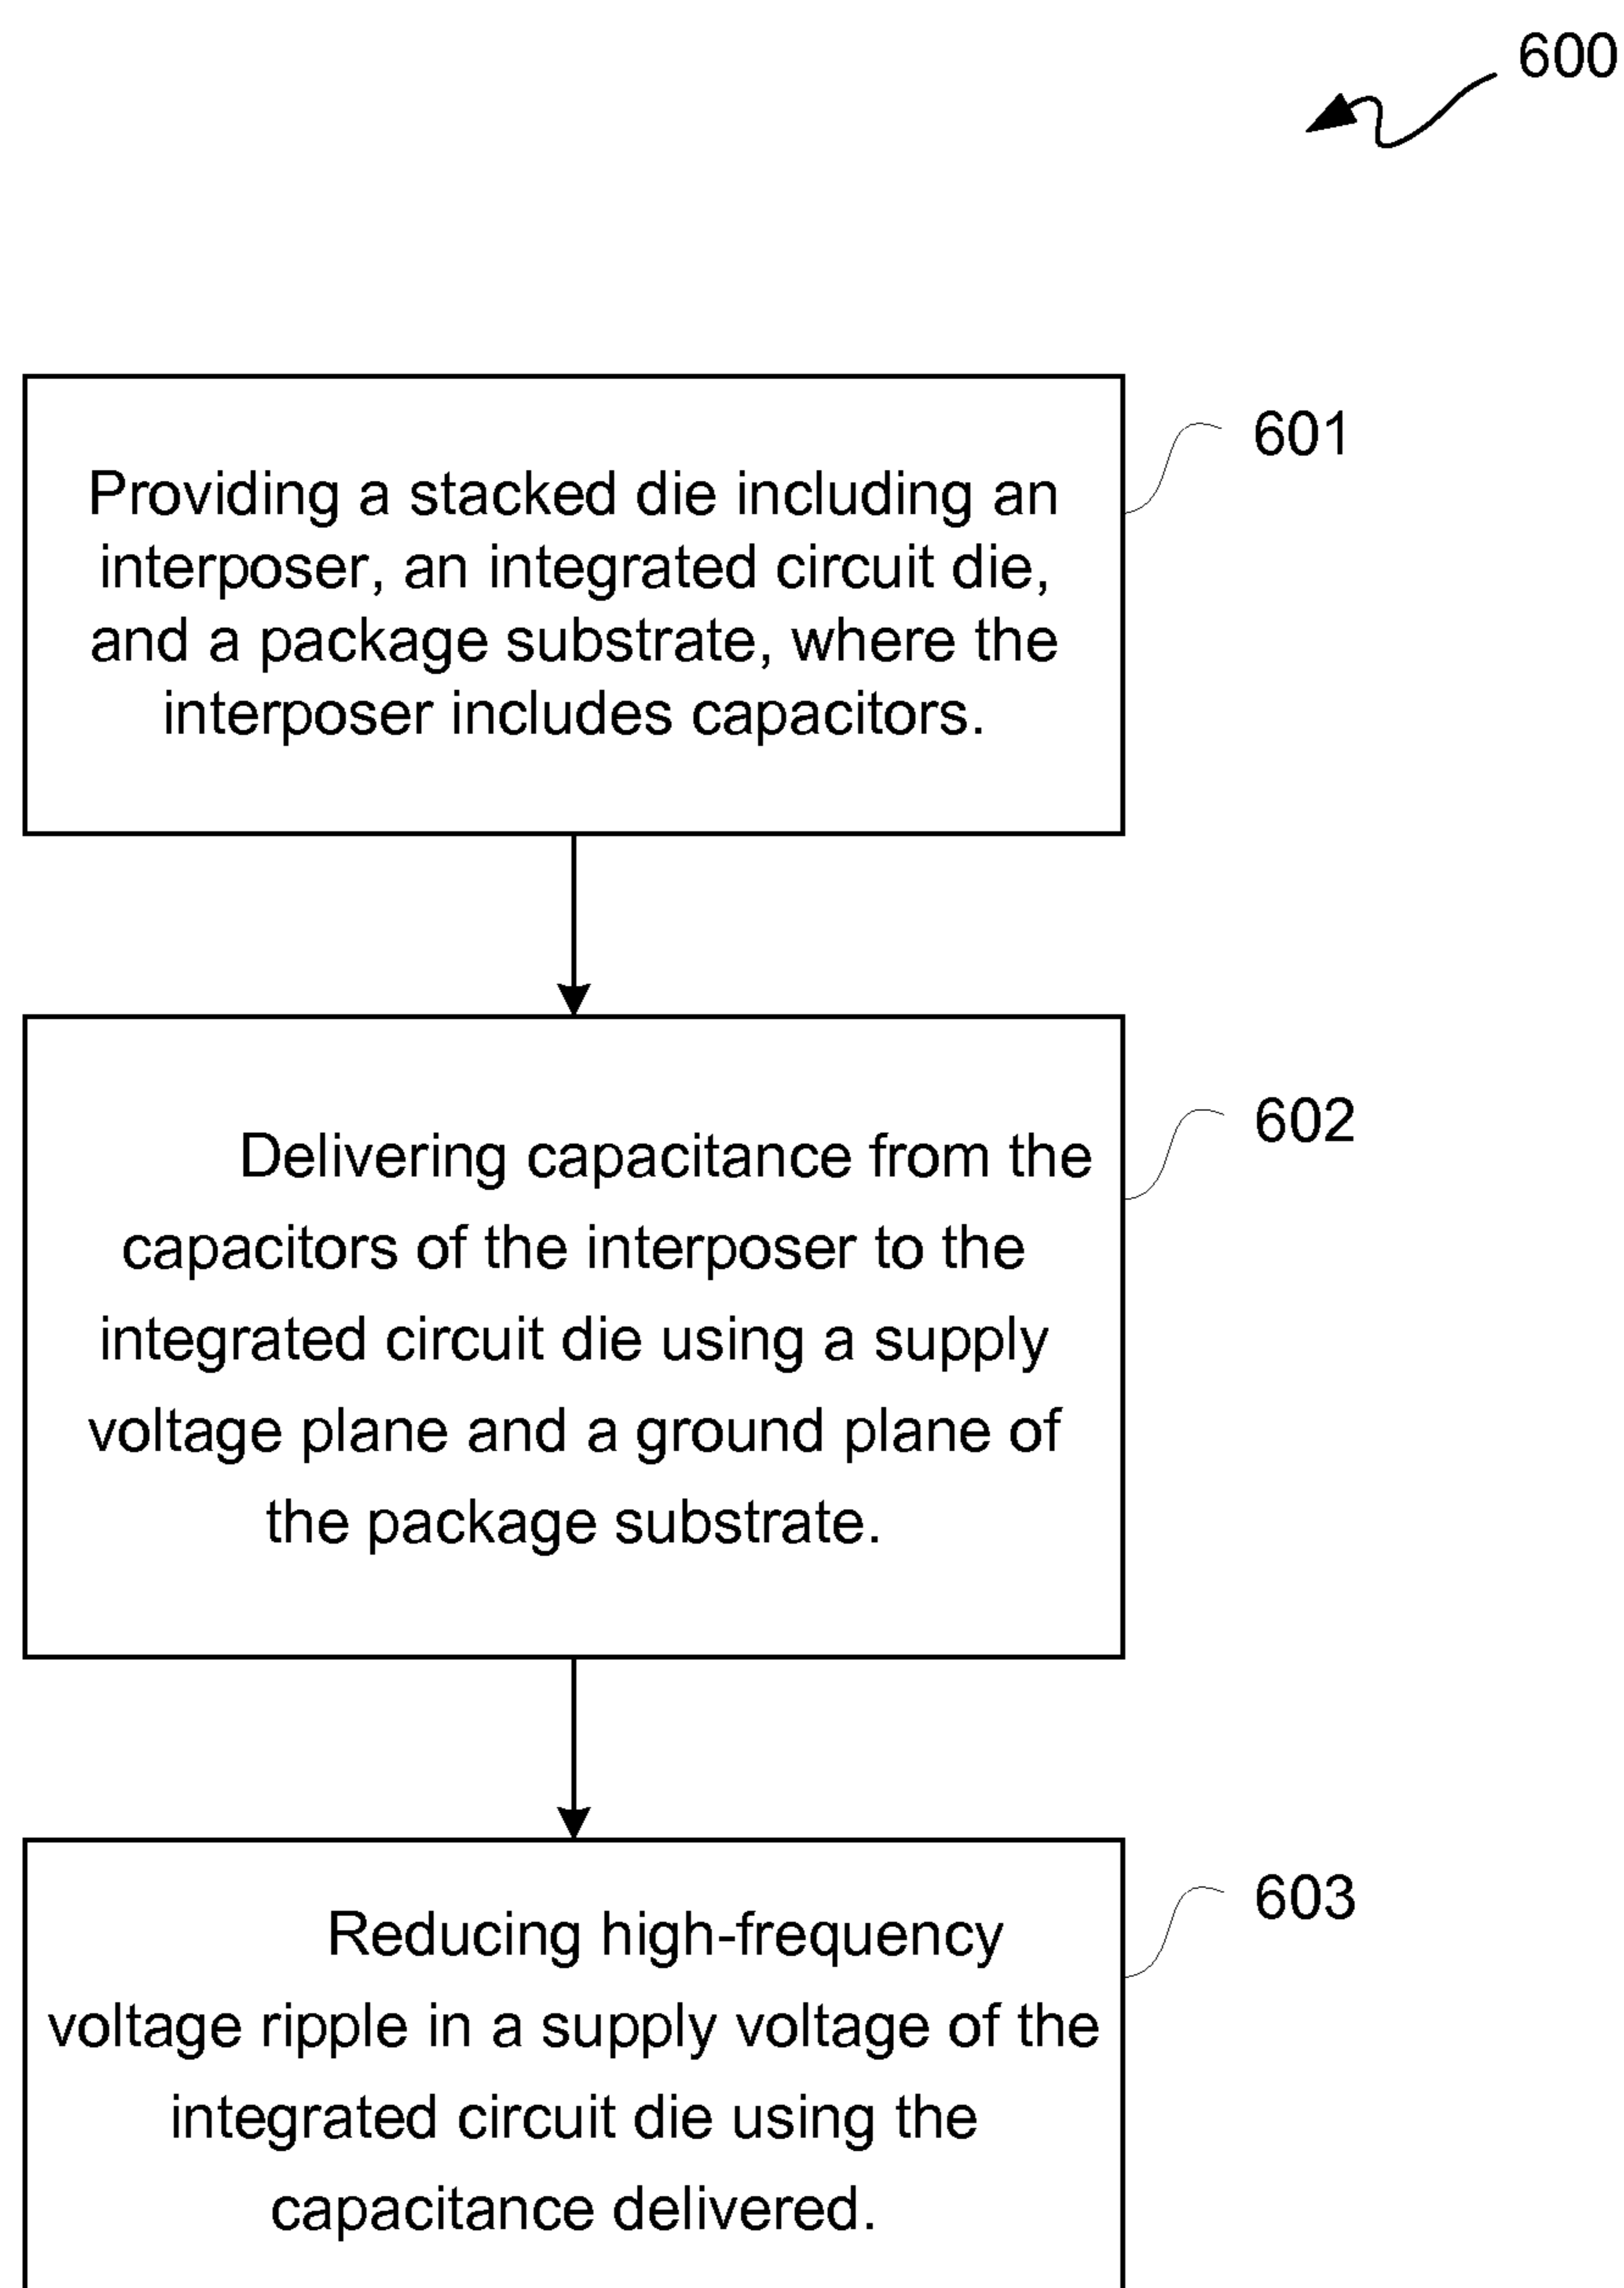 600
Providing a stacked die including an
interposer, an integrated circuit die,
and a package substrate, where the
interposer includes capacitors.
601
Delivering capacitance from the
capacitors of the interposer to the
integrated circuit die using a supply
voltage plane and a ground plane of
the package substrate.
602
Reducing high-frequency
voltage ripple in a supply voltage of the
integrated circuit die using the
capacitance delivered.
603